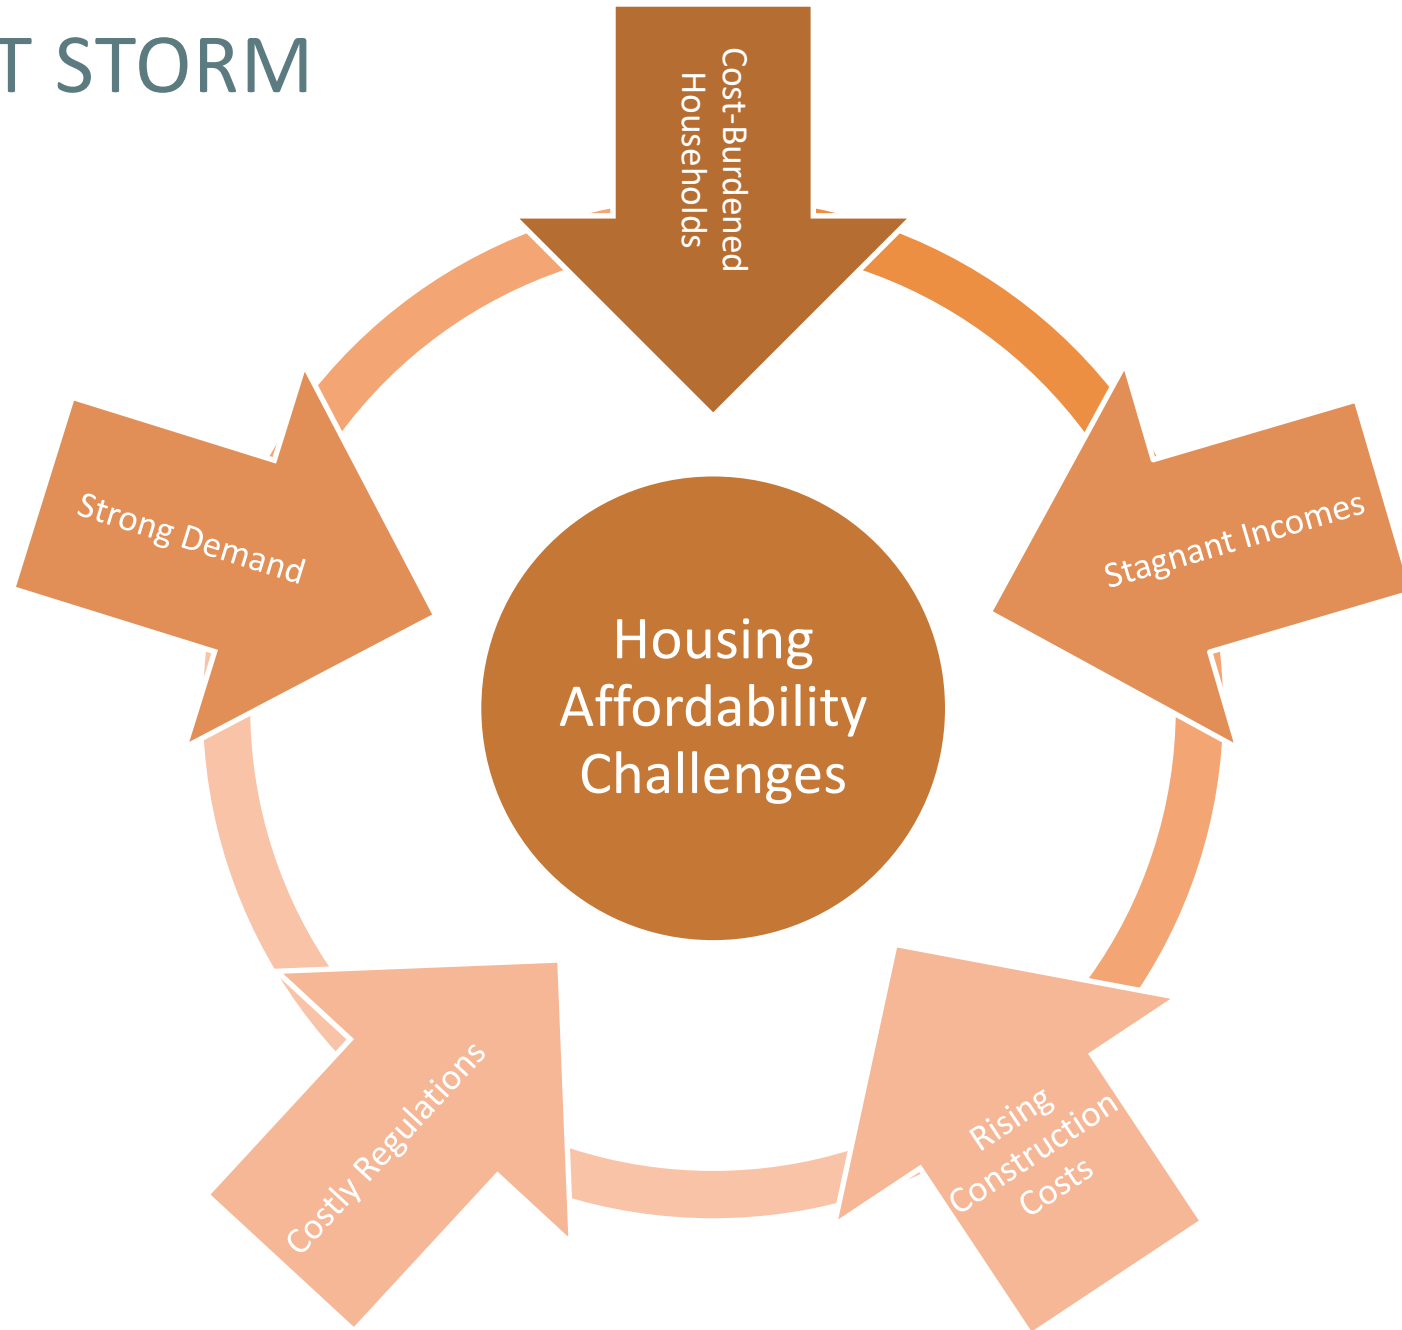 T STORM
Cost-Burdened
Households
Strong Demand
Stagnant Incomes
Housing
Affordability
Challenges
Costly Regulations
Rising
Construction
Costs